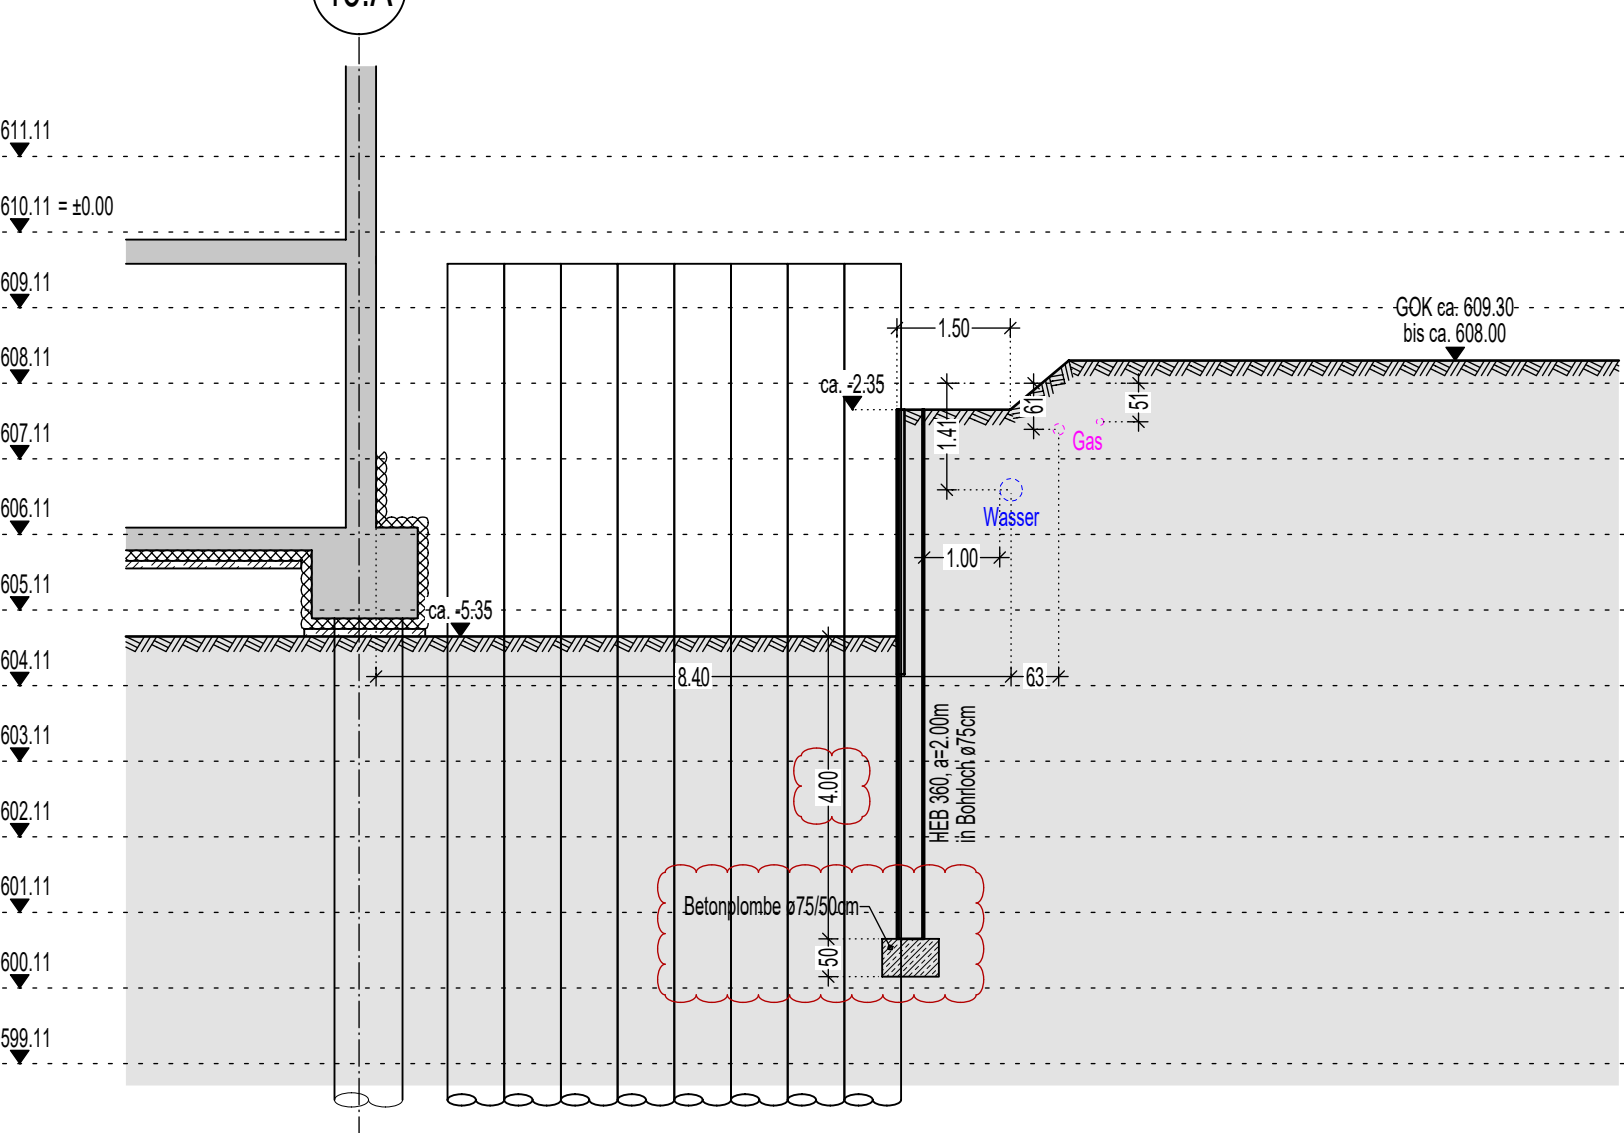 611.11
610.11 = ±0.00
609.11
GOK ca. 609.30
bis ca. 608.00
1.50
608.11
ca. -2.35
61
51
1.41
607.11
Gas
606.11
Wasser
1.00
605.11
ca. -5.35
604.11
8.40
63
603.11
HEB 360, a=2.00m
in Bohrloch ø75cm
4.00
602.11
601.11
Betonplombe ø75/50cm
50
600.11
599.11